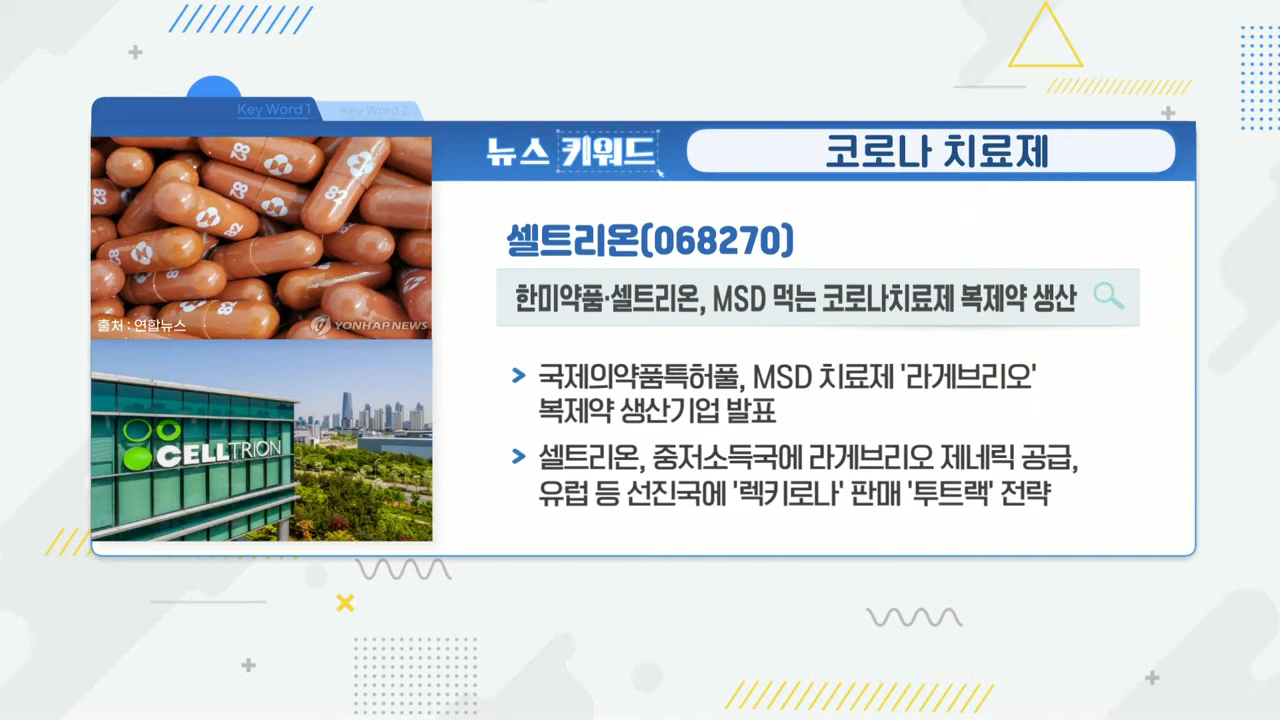 Key Word 1
Key Word 2
뉴스 키워드
코로나 치료제
셀트리온(068270)
한미약품·셀트리온, MSD 먹는 코로나치료제 복제약 생산
국제의약품특허풀, MSD 치료제 '라게브리오'
복제약 생산기업 발표
셀트리온, 중저소득국에 라게브리오 제네릭 공급,
유럽 등 선진국에 '렉키로나' 판매 '투트랙' 전략
82
82
82
82
출처 : 연합뉴스
YONHAP NEWS
CELLTRION